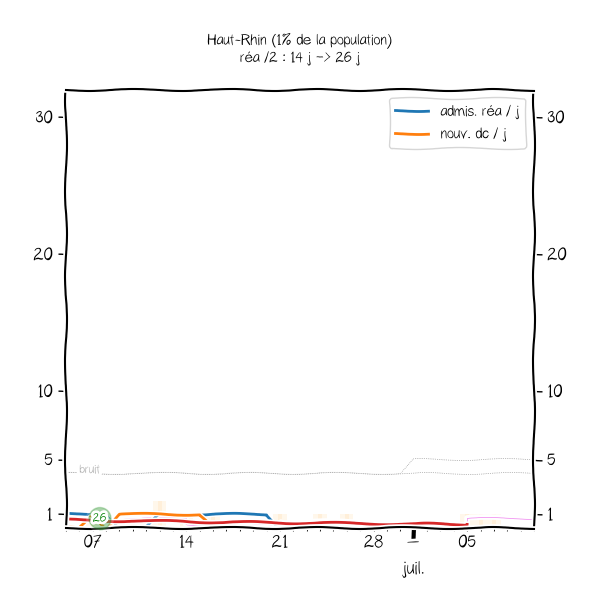 Haut-Rhin (1% de la population)
réa /2 : 14 j -> 26 j
admis. réa / j
nouv. dc / j
30
30
20
20
10
10
5
5
bruit
1
1
26
07
14
21
28
05
juil.